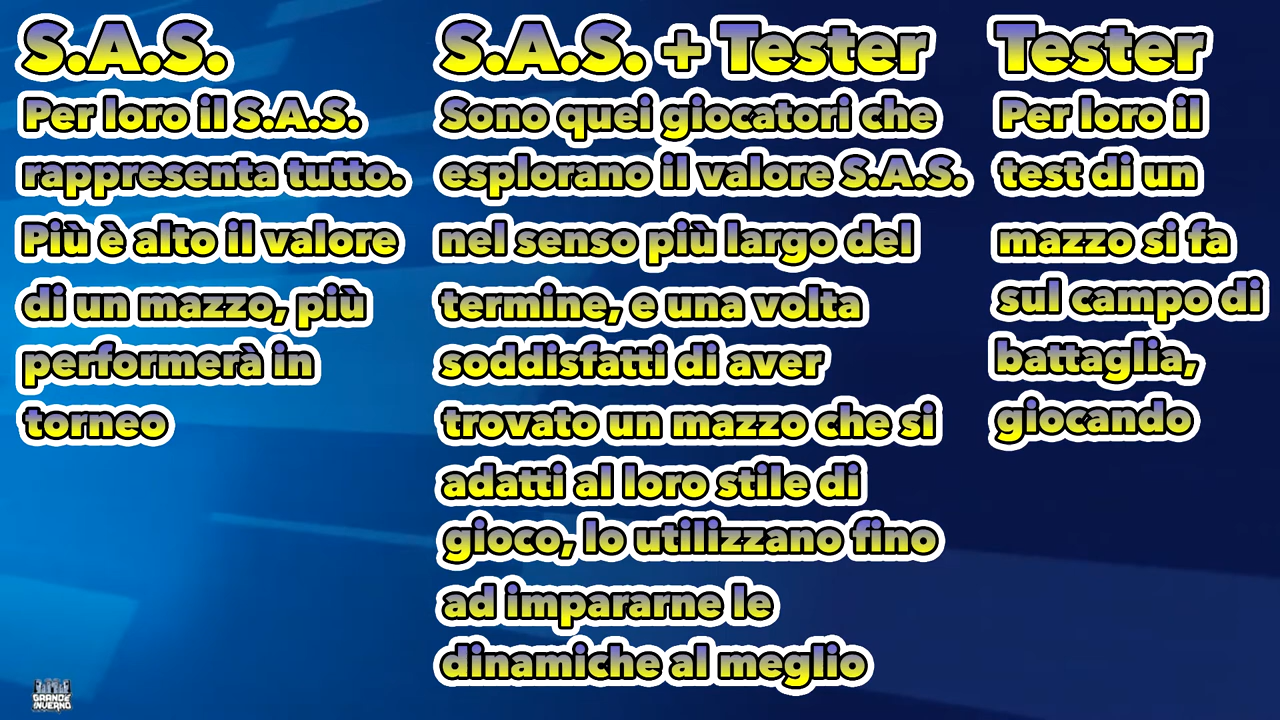 S.A.S.
Per loro il S.A.S.
rappresenta tutto.
Più è alto il valore
di un mazzo, più
performerà in
torneo
S.A.S. + Tester
Sono quei giocatori che
esplorano il valore S.A.S.
nel senso più largo del
termine, e una volta
soddisfatti di aver
trovato un mazzo che si
adatti al loro stile di
gioco, lo utilizzano fino
ad impararne le
dinamiche al meglio
Tester
Per loro il
test di un
mazzo si fa
sul campo di
battaglia,
giocando
GRANDE
INVERNO